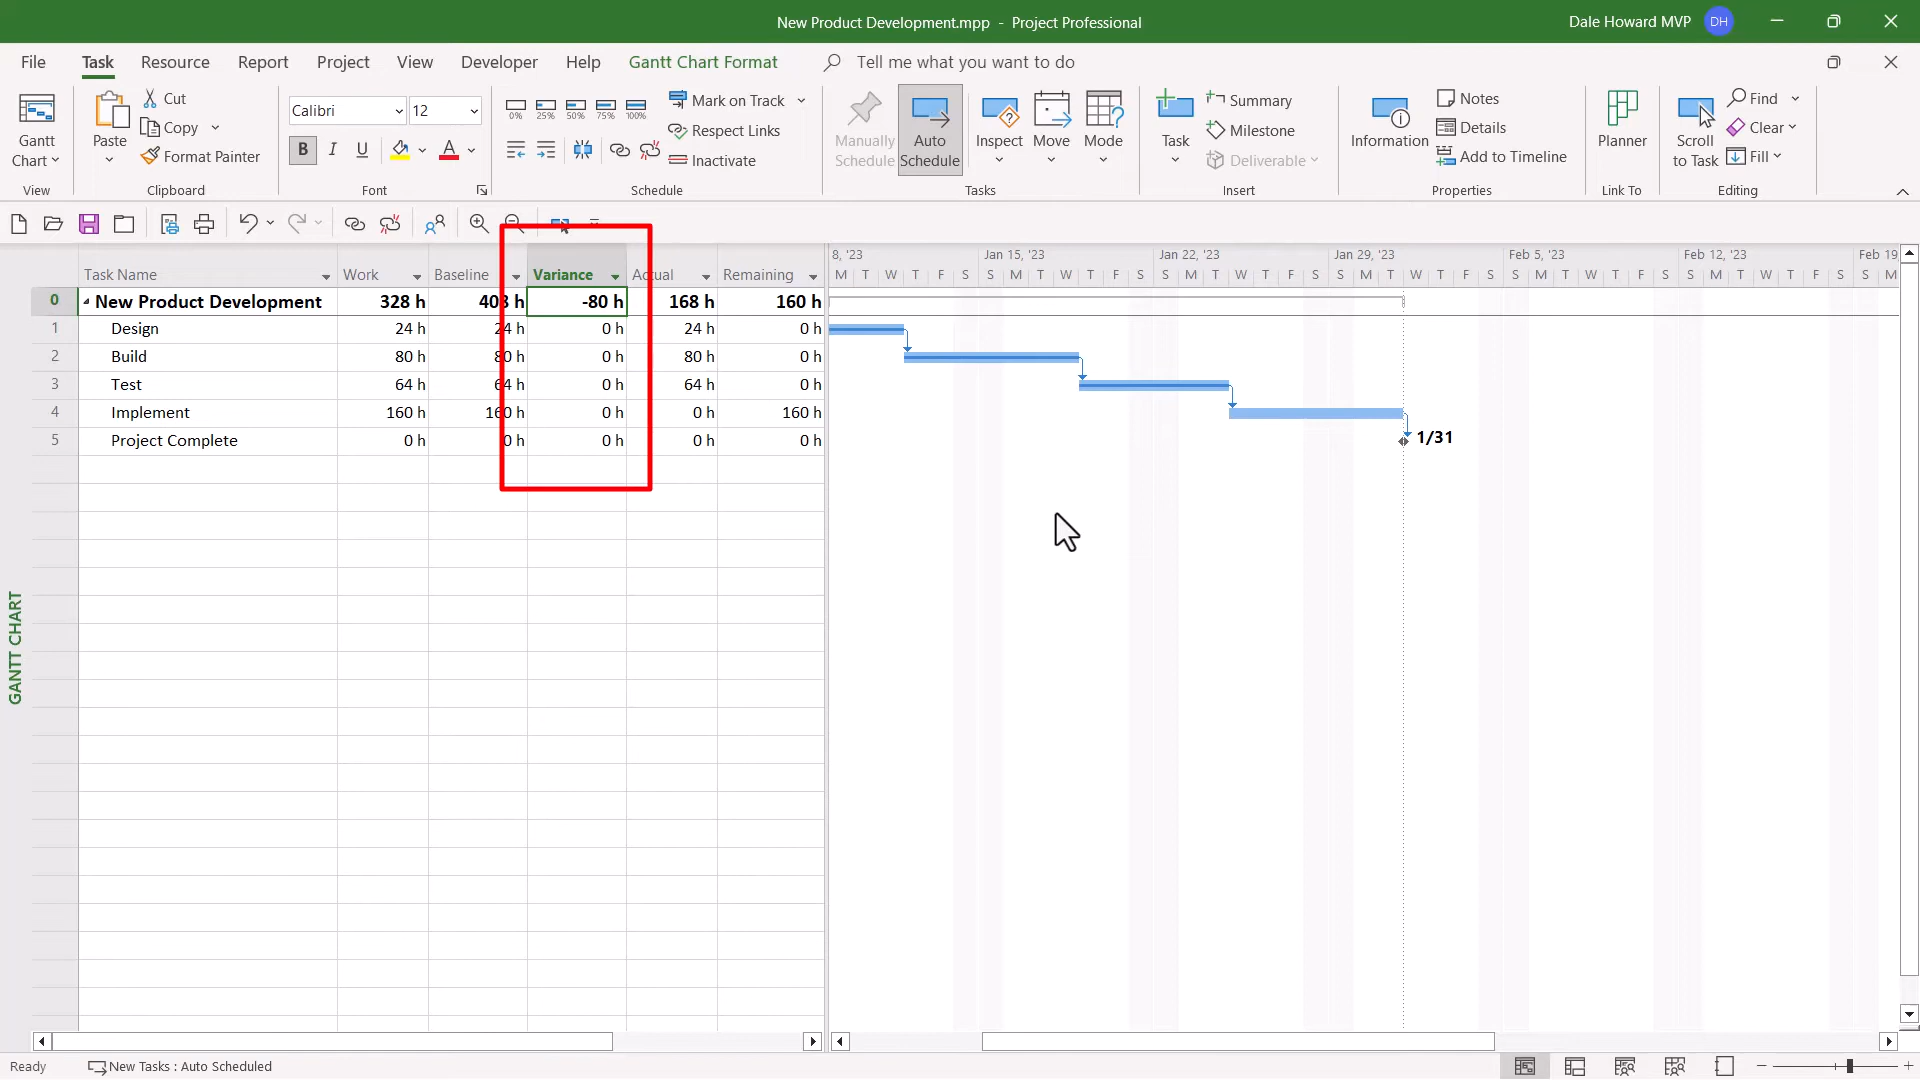 New Product Development.mpp - Project Professional
Dale Howard MVP DH
File Task Resource Report Project View Developer Help Gantt Chart Format Tell me what you want to do
Gantt Chart
View
Paste
Cut
Copy
Format Painter
Clipboard
Calibri 12
B I U A
Font
0% 25% 50% 75% 100%
Mark on Track
Respect Links
Inactivate
Schedule
Manually Schedule
Auto Schedule
Inspect
Move
Mode
Tasks
Task
Summary
Milestone
Deliverable
Insert
Information
Notes
Details
Add to Timeline
Properties
Planner
Link To
Scroll to Task
Find
Clear
Fill
Editing
Task Name Work Baseline Variance Actual Remaining
0 New Product Development 328 h 408 h -80 h 168 h 160 h
1 Design 24 h 24 h 0 h 24 h 0 h
2 Build 80 h 80 h 0 h 80 h 0 h
3 Test 64 h 64 h 0 h 64 h 0 h
4 Implement 160 h 160 h 0 h 0 h 160 h
5 Project Complete 0 h 0 h 0 h 0 h 0 h
8, '23 Jan 15, '23 Jan 22, '23 Jan 29, '23 Feb 5, '23 Feb 12, '23 Feb 19
M T W T F S S M T W T F S S M T W T F S S M T W T F S S M T W T F S S M T W T F S S M
1/31
GANTT CHART
Ready New Tasks : Auto Scheduled